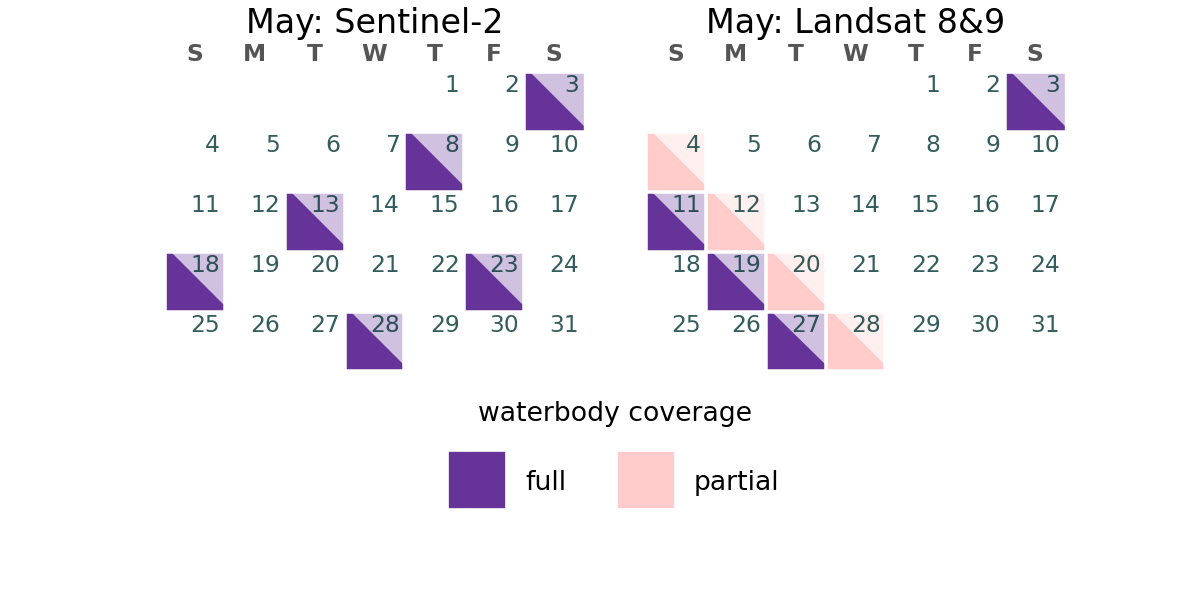 May: Sentinel-2
S M T W T F S
1 2 3
4 5 6 7 8 9 10
11 12 13 14 15 16 17
18 19 20 21 22 23 24
25 26 27 28 29 30 31
May: Landsat 8&9
S M T W T F S
1 2 3
4 5 6 7 8 9 10
11 12 13 14 15 16 17
18 19 20 21 22 23 24
25 26 27 28 29 30 31
waterbody coverage
full
partial